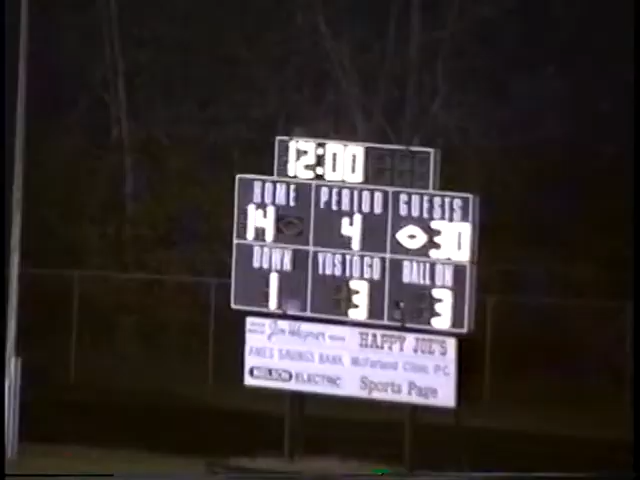 12:00
HOME PERIOD GUESTS
14 4 30
DOWN YDS TO GO BALL ON
1 3 3
HAPPY JOE'S
AMES SAVINGS BANK McFarland Clinic, P.C.
NELSON ELECTRIC Sports Page